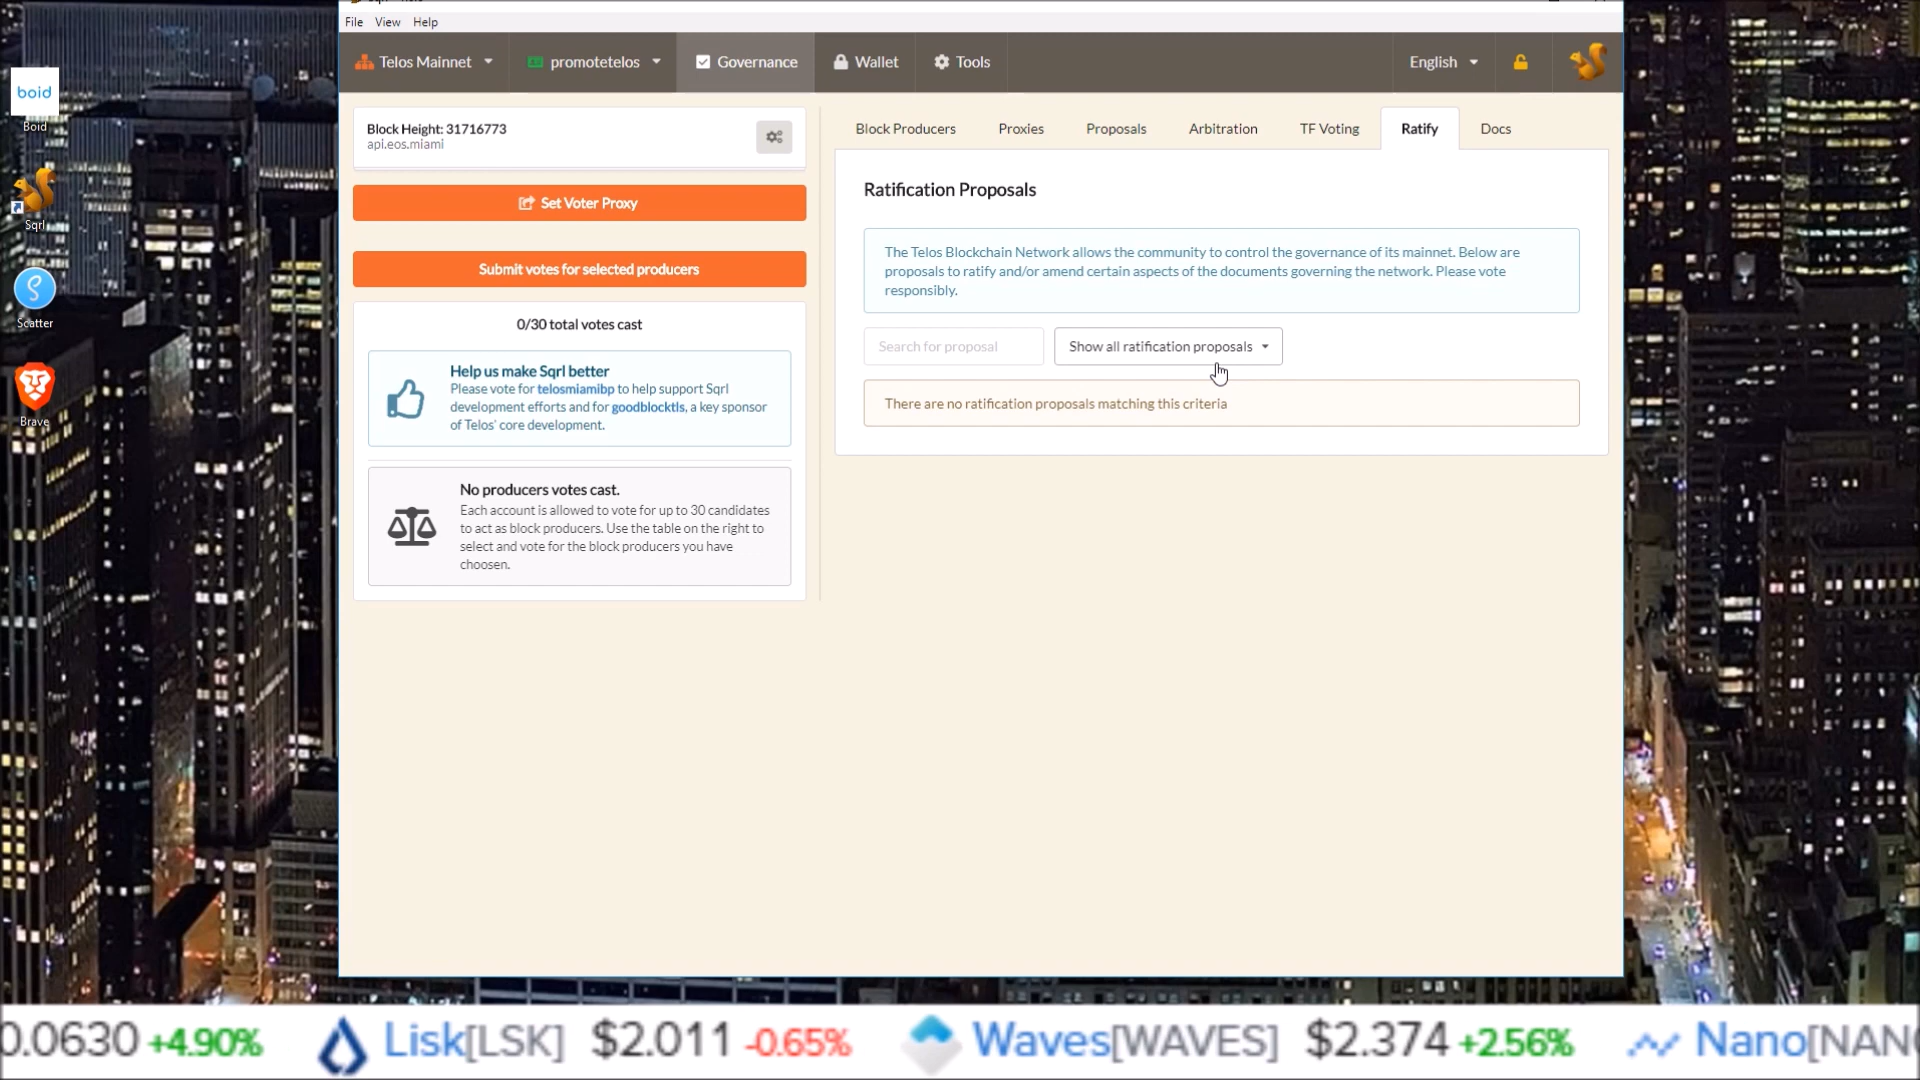 File View Help
Telos Mainnet promotetelos Governance Wallet Tools English
boid
Boid
Sqrl
Scatter
Brave
Block Height: 31716773
api.eos.miami
Set Voter Proxy
Submit votes for selected producers
0/30 total votes cast
Help us make Sqrl better
Please vote for telosmiamibp to help support Sqrl
development efforts and for goodblocktls, a key sponsor
of Telos' core development.
No producers votes cast.
Each account is allowed to vote for up to 30 candidates
to act as block producers. Use the table on the right to
select and vote for the block producers you have
choosen.
Block Producers Proxies Proposals Arbitration TF Voting Ratify Docs
Ratification Proposals
The Telos Blockchain Network allows the community to control the governance of its mainnet. Below are
proposals to ratify and/or amend certain aspects of the documents governing the network. Please vote
responsibly.
Search for proposal Show all ratification proposals
There are no ratification proposals matching this criteria
0.0630 +4.90% Lisk[LSK] $2.011 -0.65% Waves[WAVES] $2.374 +2.56% Nano[NAN